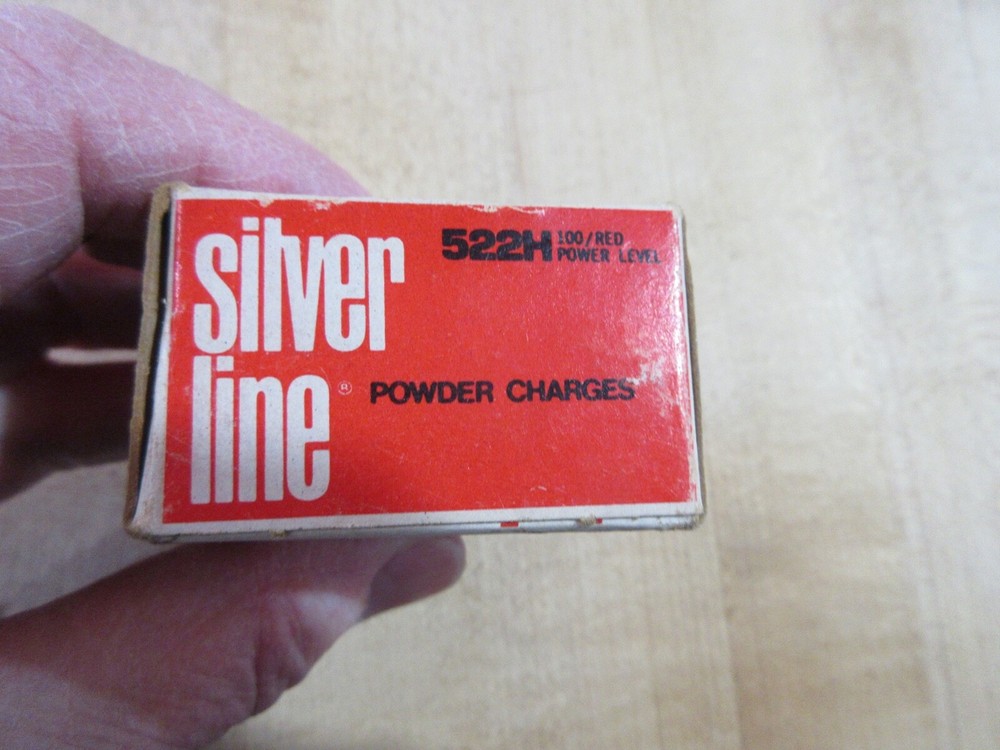 silver
line®
522H 100/RED
POWER LEVEL
POWDER CHARGES